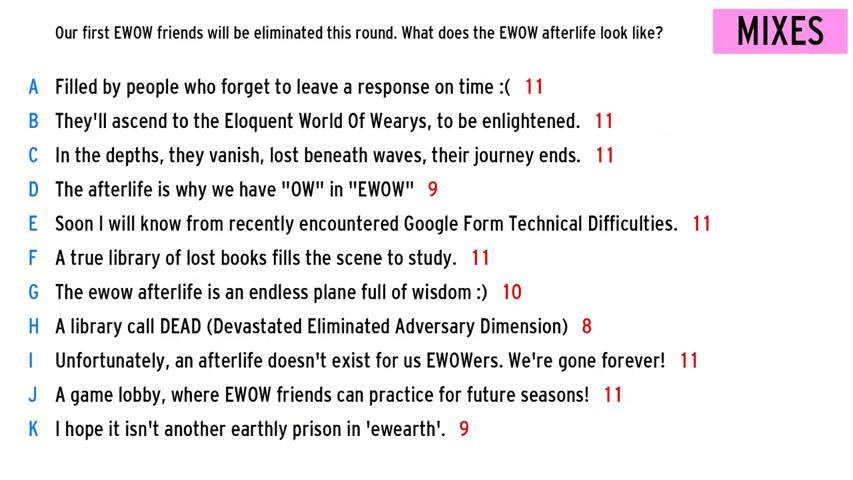 Our first EWOW friends will be eliminated this round. What does the EWOW afterlife look like?
MIXES
A Filled by people who forget to leave a response on time :( 11
B They'll ascend to the Eloquent World Of Wearys, to be enlightened. 11
C In the depths, they vanish, lost beneath waves, their journey ends. 11
D The afterlife is why we have "OW" in "EWOW" 9
E Soon I will know from recently encountered Google Form Technical Difficulties. 11
F A true library of lost books fills the scene to study. 11
G The ewow afterlife is an endless plane full of wisdom :) 10
H A library call DEAD (Devastated Eliminated Adversary Dimension) 8
I Unfortunately, an afterlife doesn't exist for us EWOWers. We're gone forever! 11
J A game lobby, where EWOW friends can practice for future seasons! 11
K I hope it isn't another earthly prison in 'ewearth'. 9